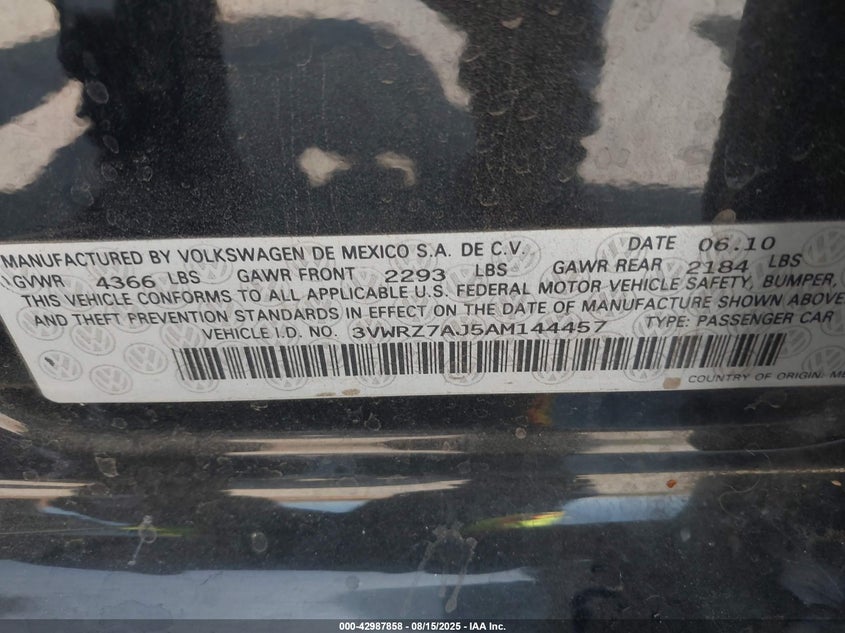 MANUFACTURED BY VOLKSWAGEN DE MEXICO S.A. DE C.V. DATE 06.10
GVWR 4366 LBS GAWR FRONT 2293 LBS GAWR REAR 2184 LBS
THIS VEHICLE CONFORMS TO ALL APPLICABLE U.S. FEDERAL MOTOR VEHICLE SAFETY, BUMPER,
AND THEFT PREVENTION STANDARDS IN EFFECT ON THE DATE OF MANUFACTURE SHOWN ABOVE
VEHICLE I.D. NO. 3VWRZ7AJ5AM144457 TYPE: PASSENGER CAR
COUNTRY OF ORIGIN: ME
000-42987858 - 08/15/2025 - IAA Inc.